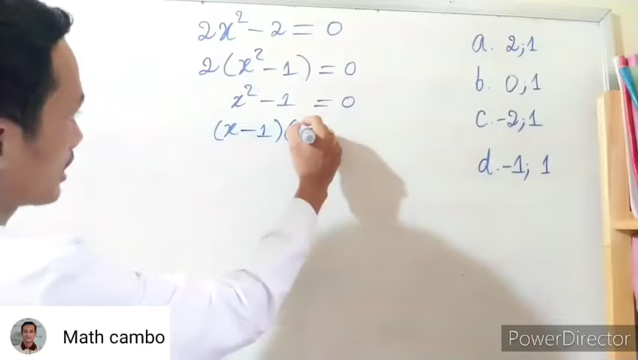 2x² - 2 = 0
2(x² - 1) = 0
x² - 1 = 0
(x - 1)(
a. 2;1
b. 0;1
c. -2;1
d. -1; 1
Math cambo
PowerDirector